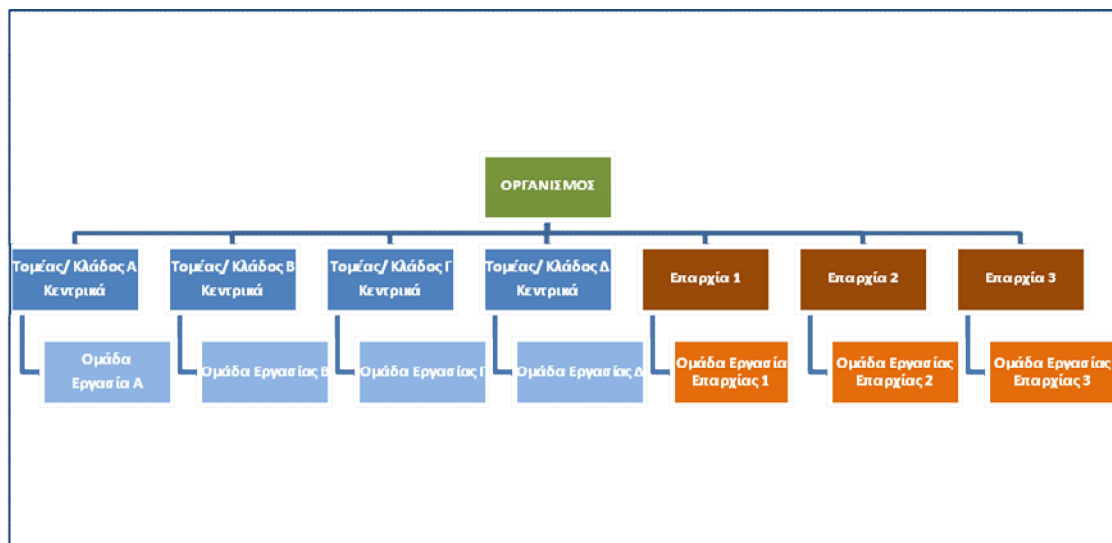 ΟΡΓΑΝΙΣΜΟΣ
Τομέας/ Κλάδος Α
Κεντρικά
Τομέας/ Κλάδος Β
Κεντρικά
Τομέας/ Κλάδος Γ
Κεντρικά
Τομέας/ Κλάδος Δ
Κεντρικά
Επαρχία 1
Επαρχία 2
Επαρχία 3
Ομάδα
Εργασία Α
Ομάδα Εργασίας Β
Ομάδα Εργασίας Γ
Ομάδα Εργασίας Δ
Ομάδα Εργασία
Επαρχίας 1
Ομάδα Εργασίας
Επαρχίας 2
Ομάδα Εργασίας
Επαρχίας 3